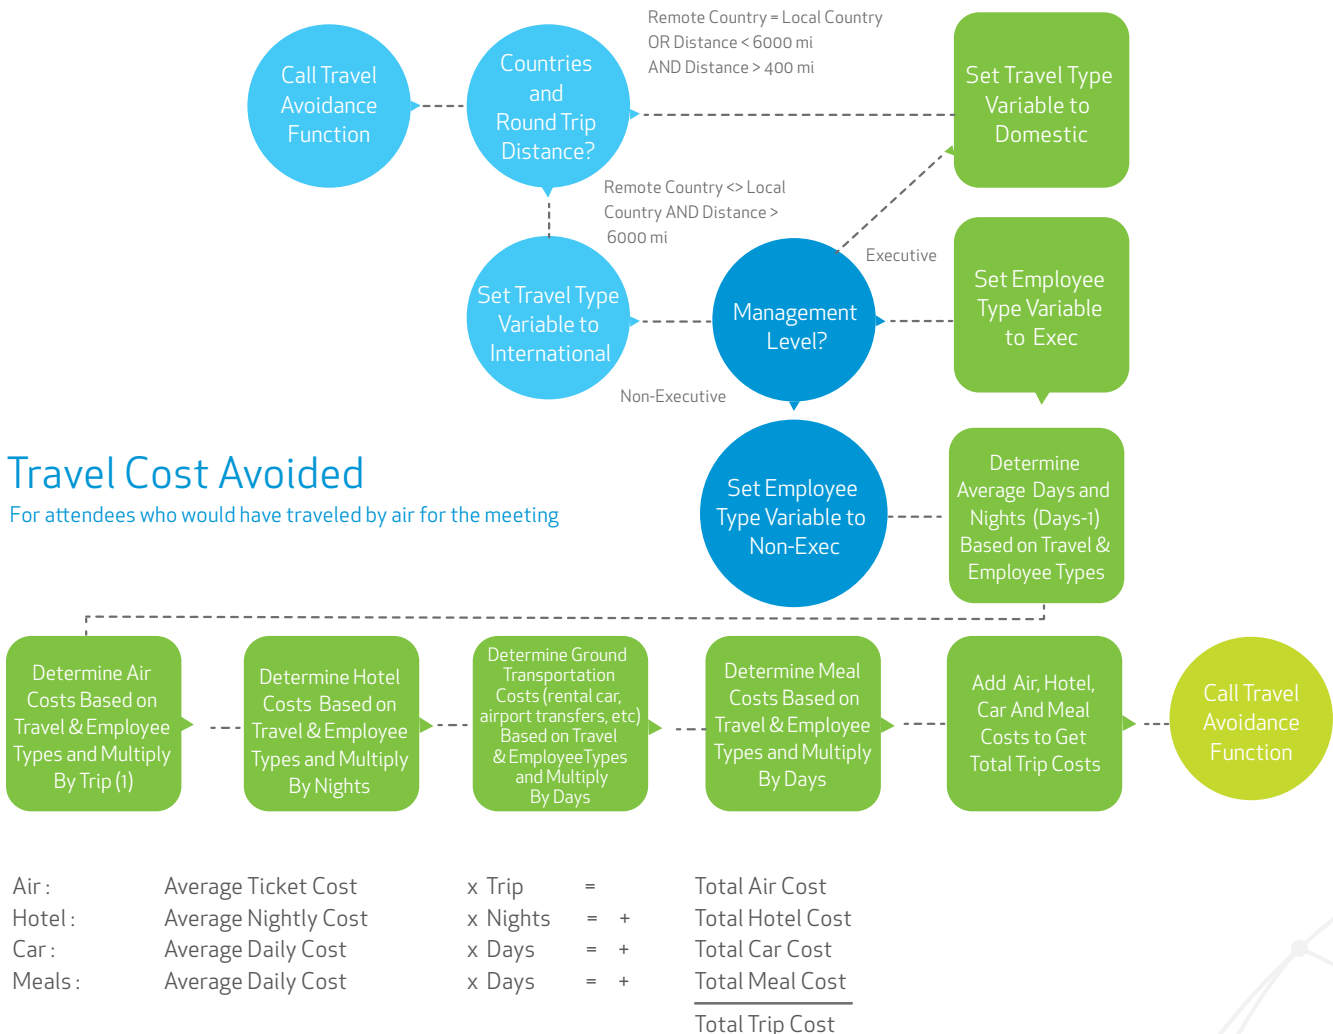 Remote Country = Local Country
OR Distance < 6000 mi
AND Distance > 400 mi
Call Travel
Avoidance
Function
Countries
and
Round Trip
Distance?
Set Travel Type
Variable to
Domestic
Remote Country <> Local
Country AND Distance >
6000 mi
Executive
Set Travel Type
Variable to
International
Management
Level?
Set Employee
Type Variable
to Exec
Non-Executive
Travel Cost Avoided
For attendees who would have traveled by air for the meeting
Set Employee
Type Variable to
Non-Exec
Determine
Average Days and
Nights (Days-1)
Based on Travel &
Employee Types
Determine Air
Costs Based on
Travel & Employee
Types and Multiply
By Trip (1)
Determine Hotel
Costs Based on
Travel & Employee
Types and Multiply
By Nights
Determine Ground
Transportation
Costs (rental car,
airport transfers, etc)
Based on Travel
& EmployeeTypes
and Multiply
By Days
Determine Meal
Costs Based on
Travel & Employee
Types and Multiply
By Days
Add Air, Hotel,
Car And Meal
Costs to Get
Total Trip Costs
Call Travel
Avoidance
Function
Air : Average Ticket Cost x Trip = Total Air Cost
Hotel : Average Nightly Cost x Nights = + Total Hotel Cost
Car : Average Daily Cost x Days = + Total Car Cost
Meals : Average Daily Cost x Days = + Total Meal Cost
Total Trip Cost